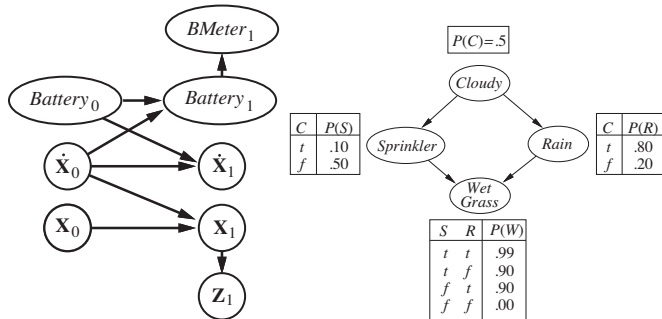 BMeter₁
Battery₀
Battery₁
Ẋ₀
Ẋ₁
X₀
X₁
Z₁
P(C)=.5
Cloudy
C P(S)
t .10
f .50
Sprinkler
Rain
C P(R)
t .80
f .20
Wet
Grass
S R P(W)
t t .99
t f .90
f t .90
f f .00